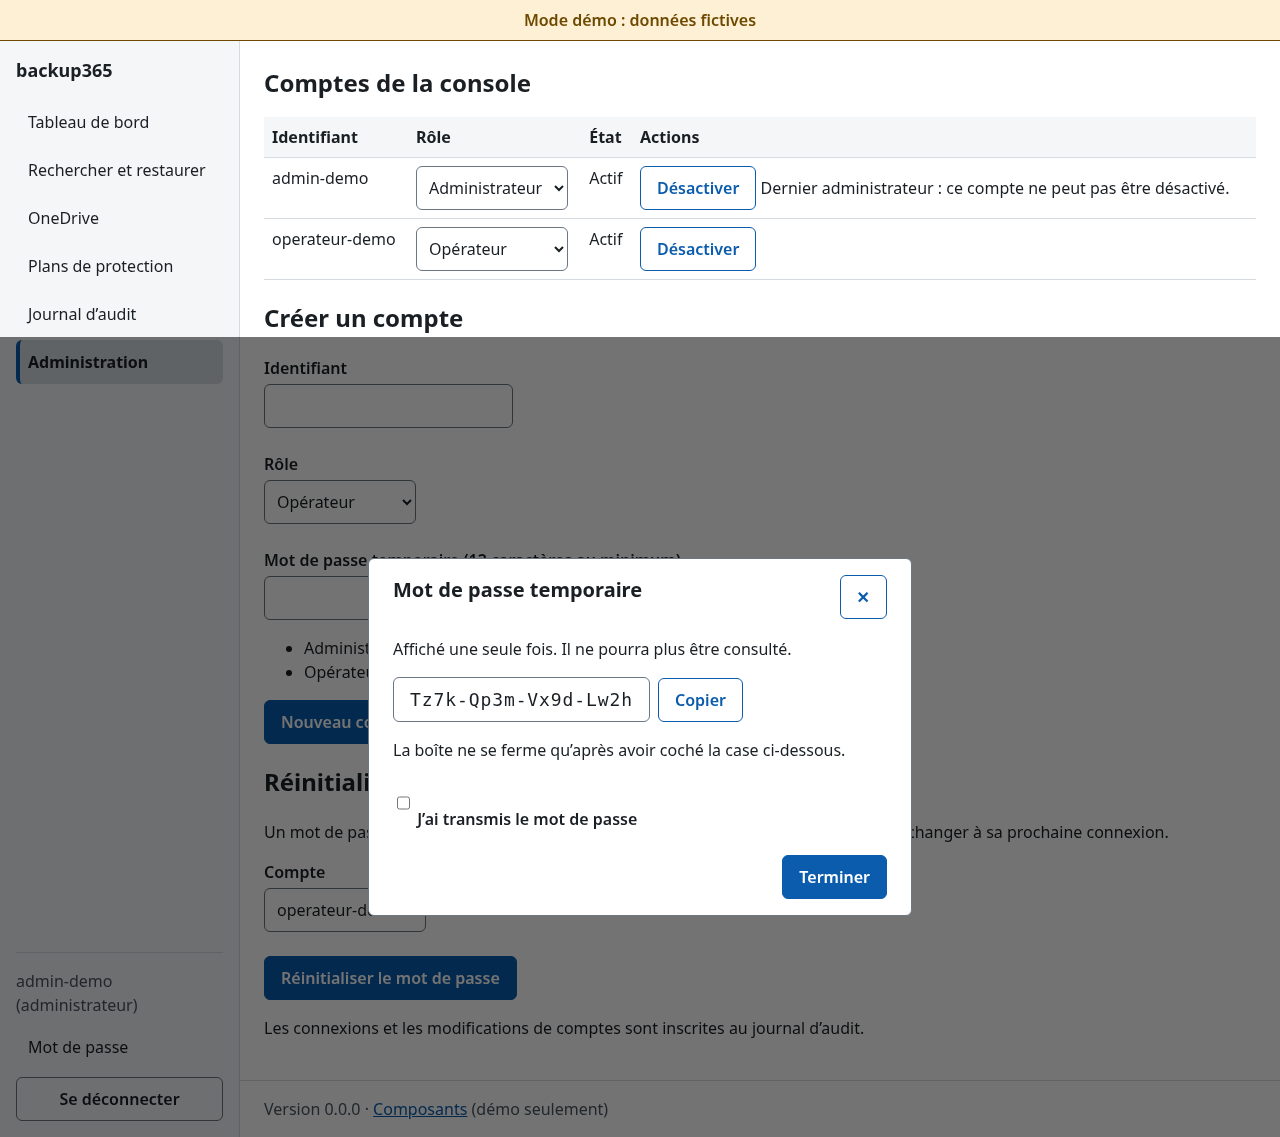 Mode démo : données fictives
backup365
Tableau de bord
Rechercher et restaurer
OneDrive
Plans de protection
Journal d’audit
Administration
admin-demo
(administrateur)
Mot de passe
Se déconnecter
Comptes de la console
Identifiant Rôle État Actions
admin-demo Administrateur Actif Désactiver Dernier administrateur : ce compte ne peut pas être désactivé.
operateur-demo Opérateur Actif Désactiver
Créer un compte
Identifiant
Rôle
Opérateur
Mot de passe
Mot de passe temporaire
×
Affiché une seule fois. Il ne pourra plus être consulté.
Tz7k-Qp3m-Vx9d-Lw2h Copier
La boîte ne se ferme qu’après avoir coché la case ci-dessous.
J’ai transmis le mot de passe
Terminer
Nouveau
Un mot de
changer à sa prochaine connexion.
Compte
Réinitialiser le mot de passe
Les connexions et les modifications de comptes sont inscrites au journal d’audit.
Version 0.0.0 · Composants (démo seulement)